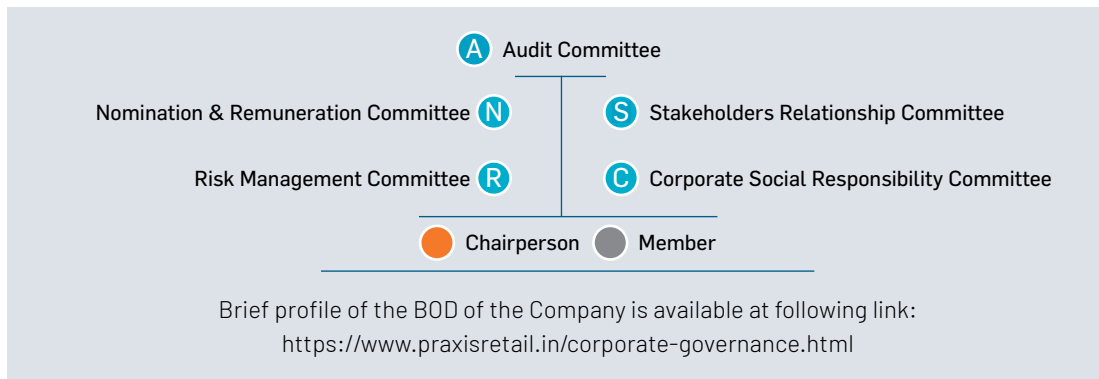 A Audit Committee
Nomination & Remuneration Committee N
S Stakeholders Relationship Committee
Risk Management Committee R
C Corporate Social Responsibility Committee
Chairperson
Member
Brief profile of the BOD of the Company is available at following link:
https://www.praxisretail.in/corporate-governance.html